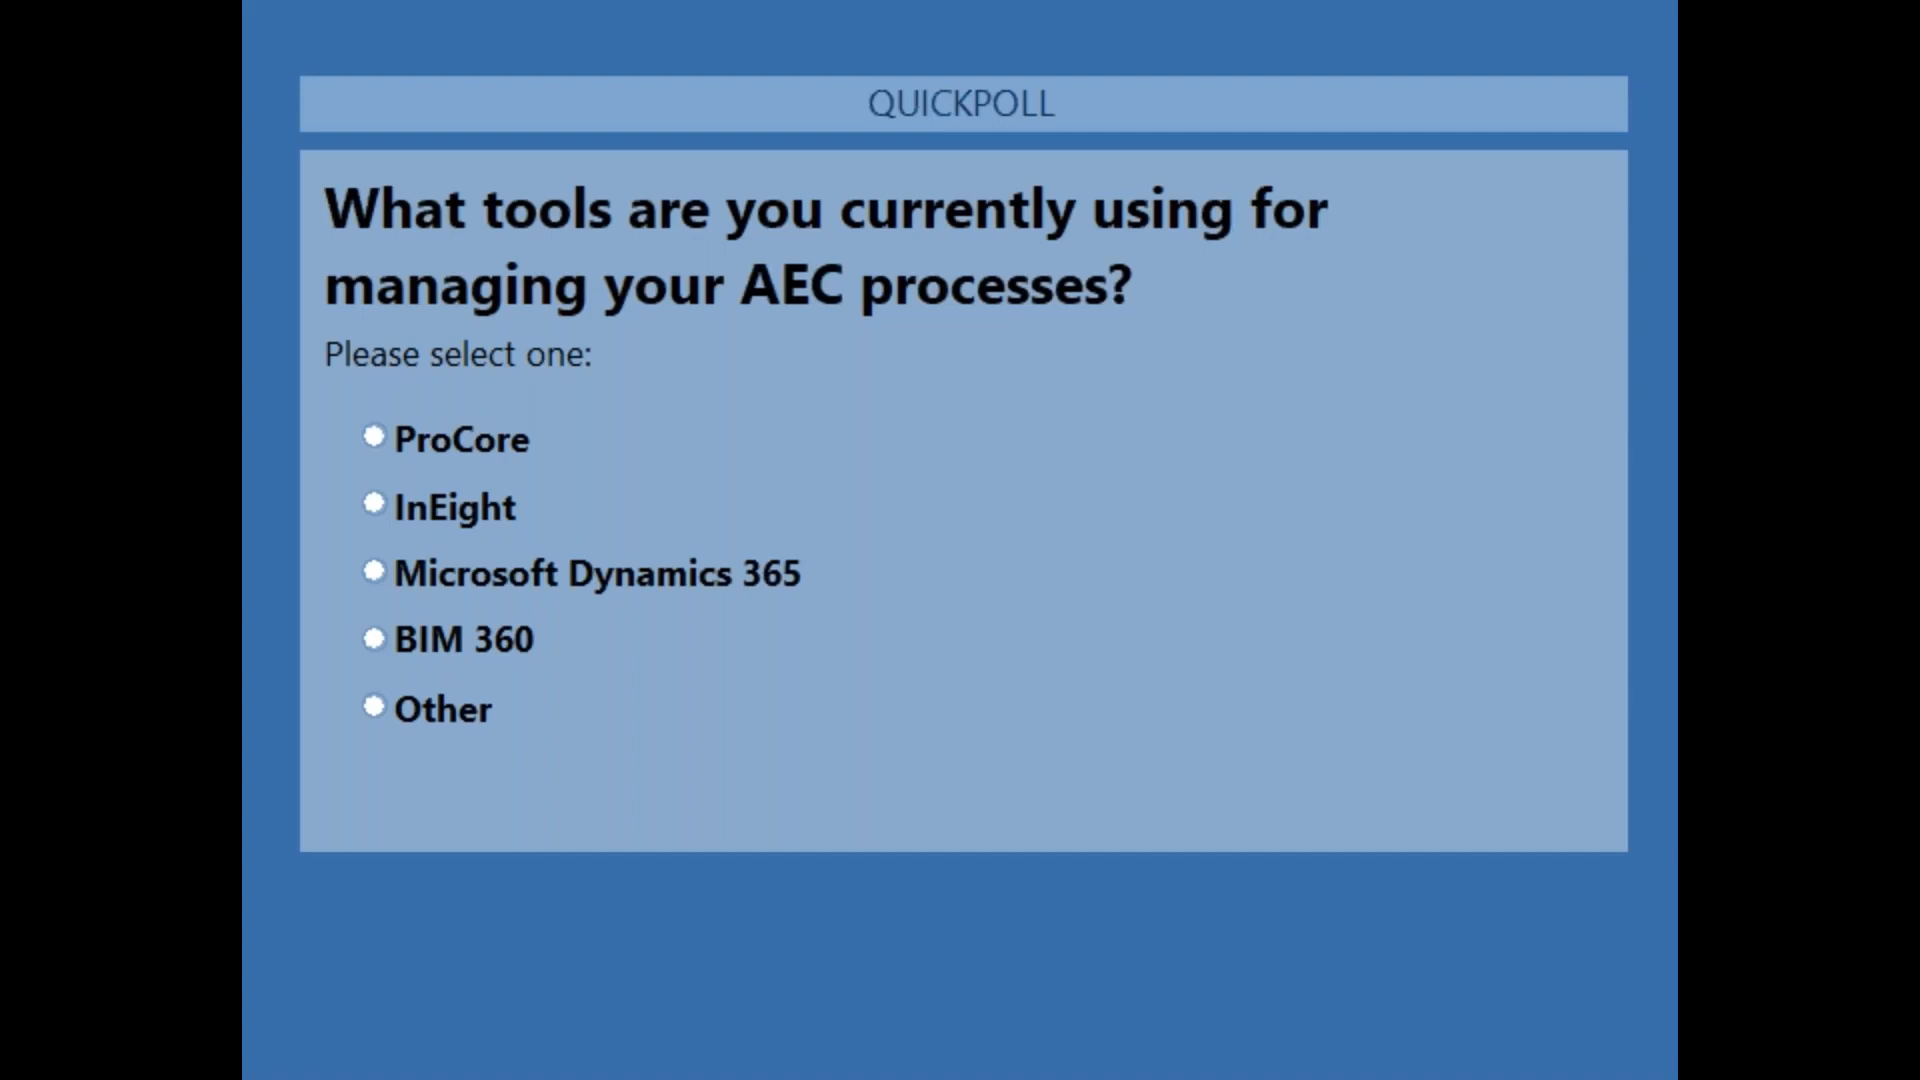 QUICKPOLL
What tools are you currently using for
managing your AEC processes?
Please select one:
ProCore
InEight
Microsoft Dynamics 365
BIM 360
Other